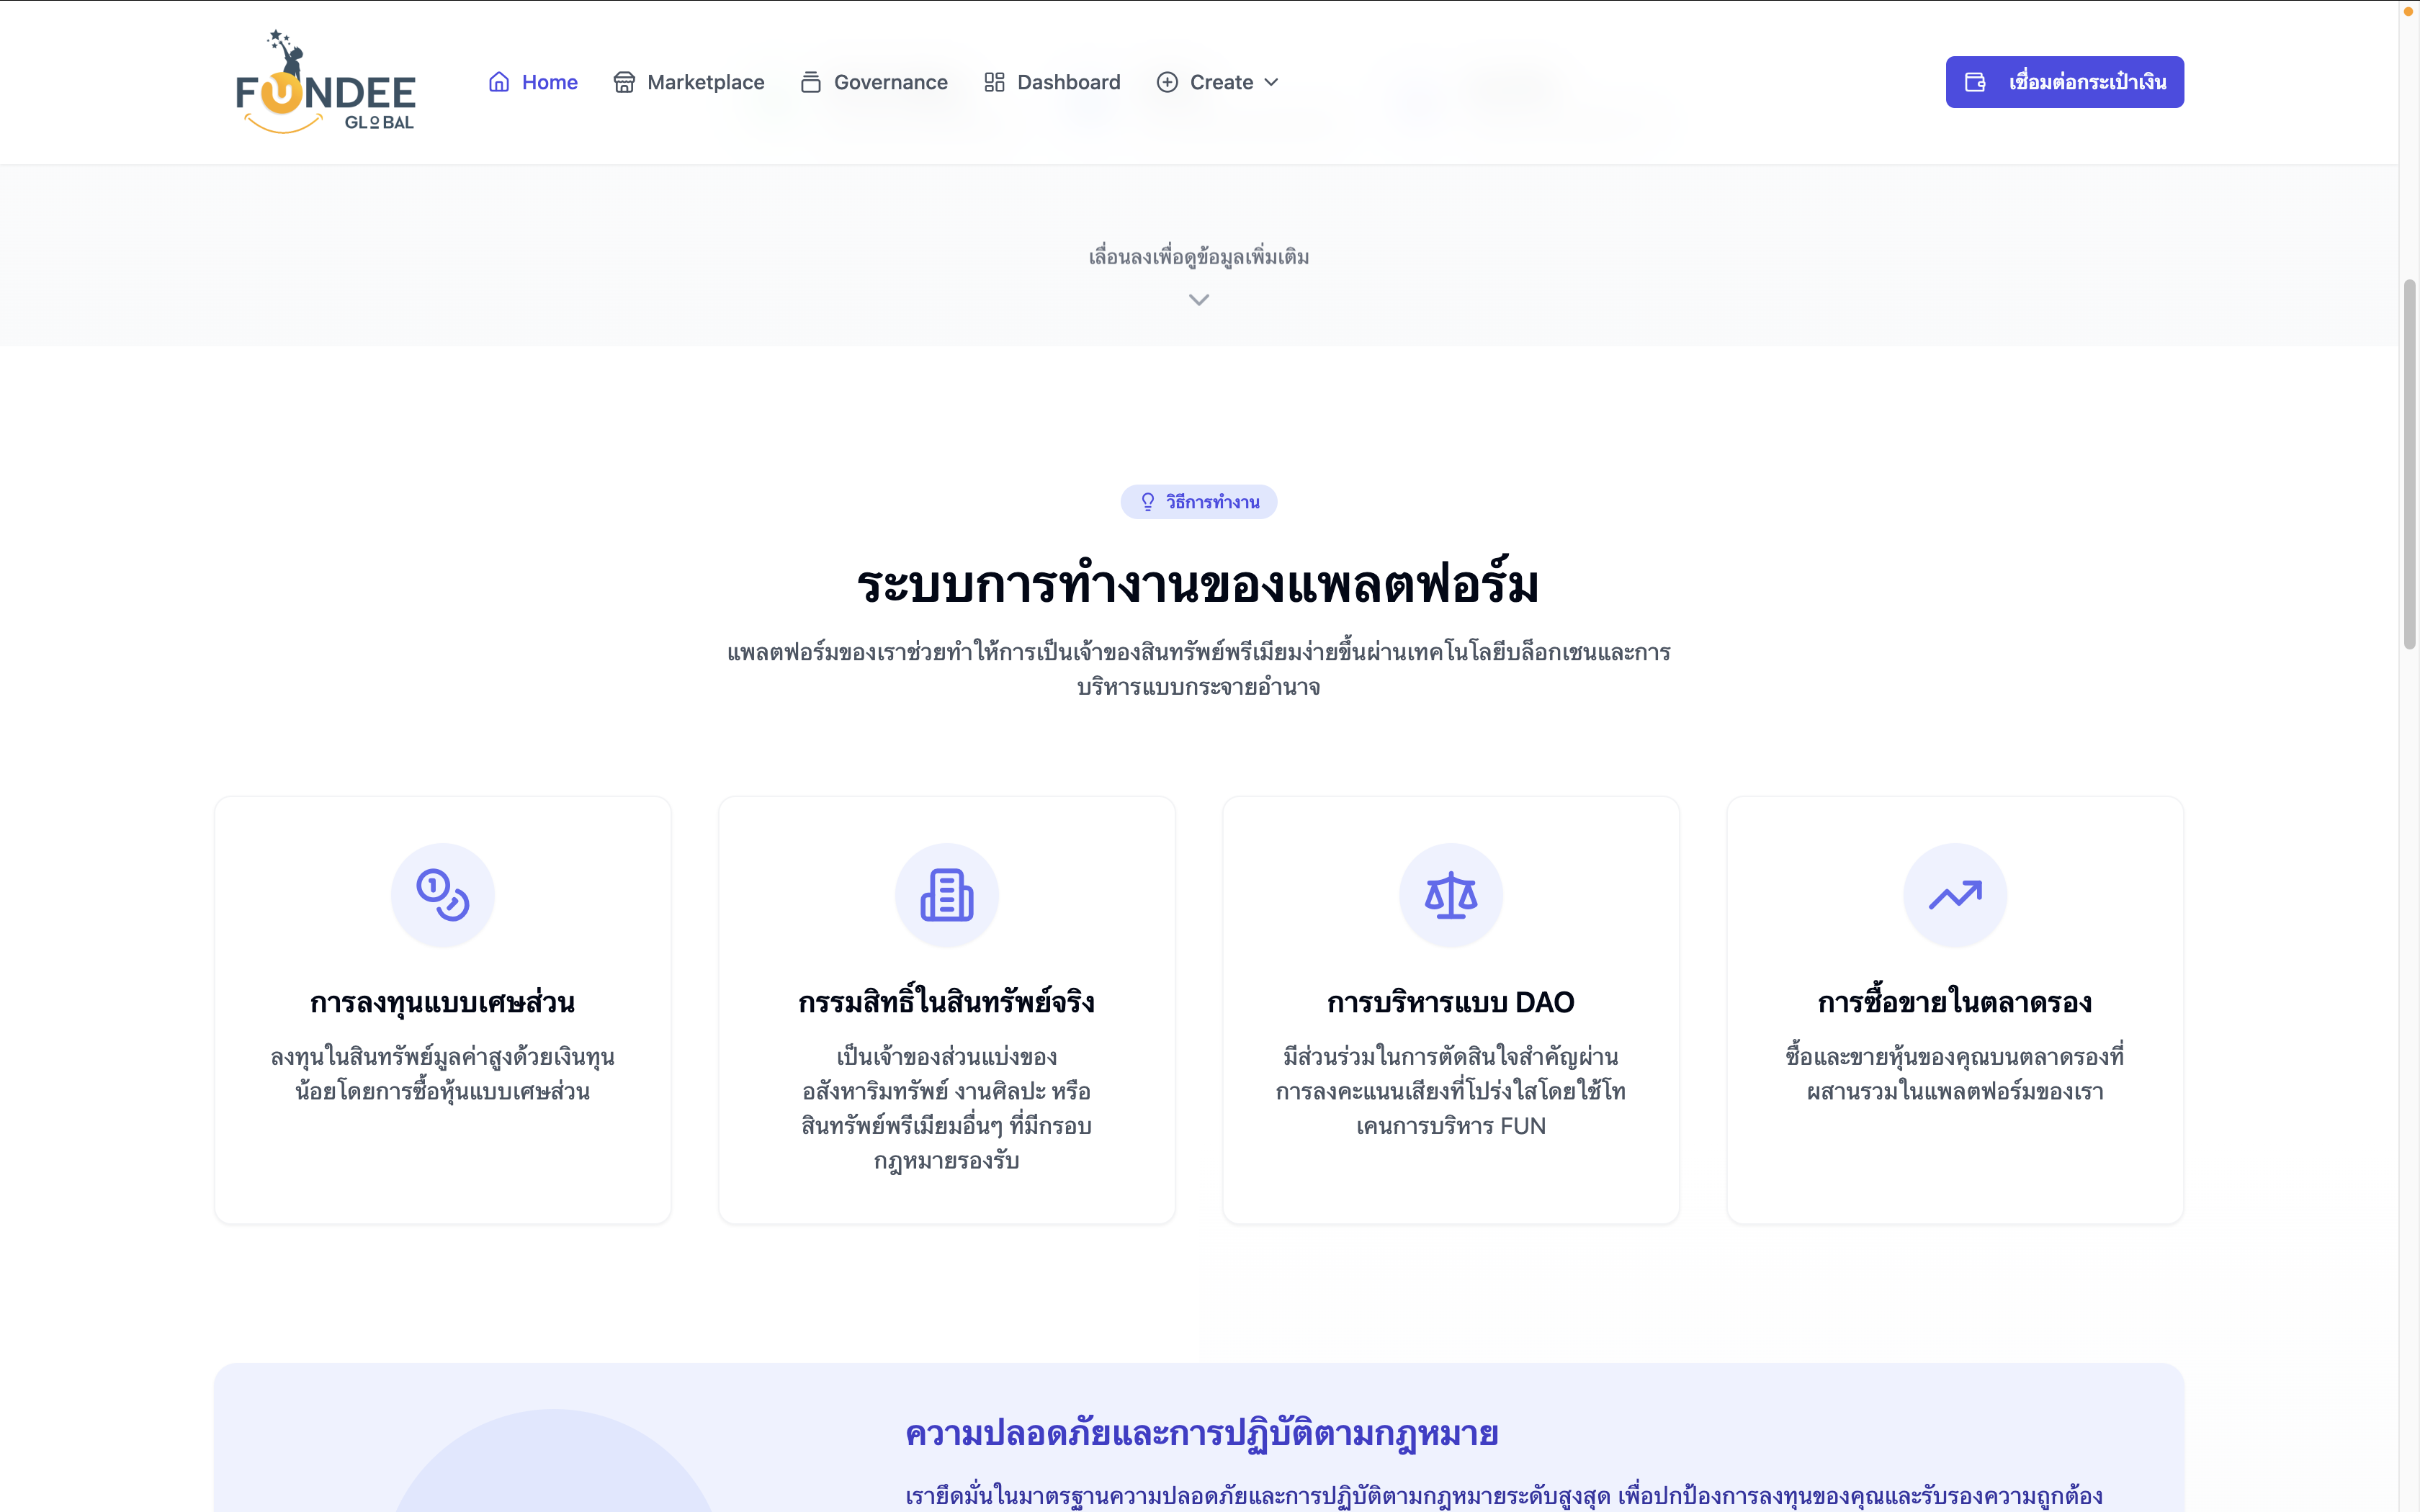 FUNDEE
GLOBAL
Home
Marketplace
Governance
Dashboard
Create
เชื่อมต่อกระเป๋าเงิน
เลื่อนลงเพื่อดูข้อมูลเพิ่มเติม
วิธีการทำงาน
ระบบการทำงานของแพลตฟอร์ม
แพลตฟอร์มของเราช่วยทำให้การเป็นเจ้าของสินทรัพย์พรีเมียมง่ายขึ้นผ่านเทคโนโลยีบล็อกเชนและการ
บริหารแบบกระจายอำนาจ
การลงทุนแบบเศษส่วน
ลงทุนในสินทรัพย์มูลค่าสูงด้วยเงินทุน
น้อยโดยการซื้อหุ้นแบบเศษส่วน
กรรมสิทธิ์ในสินทรัพย์จริง
เป็นเจ้าของส่วนแบ่งของ
อสังหาริมทรัพย์ งานศิลปะ หรือ
สินทรัพย์พรีเมียมอื่นๆ ที่มีกรอบ
กฎหมายรองรับ
การบริหารแบบ DAO
มีส่วนร่วมในการตัดสินใจสำคัญผ่าน
การลงคะแนนเสียงที่โปร่งใสโดยใช้โท
เคนการบริหาร FUN
การซื้อขายในตลาดรอง
ซื้อและขายหุ้นของคุณบนตลาดรองที่
ผสานรวมในแพลตฟอร์มของเรา
ความปลอดภัยและการปฏิบัติตามกฎหมาย
เรายึดมั่นในมาตรฐานความปลอดภัยและการปฏิบัติตามกฎหมายระดับสูงสุด เพื่อปกป้องการลงทุนของคุณและรับรองความถูกต้อง